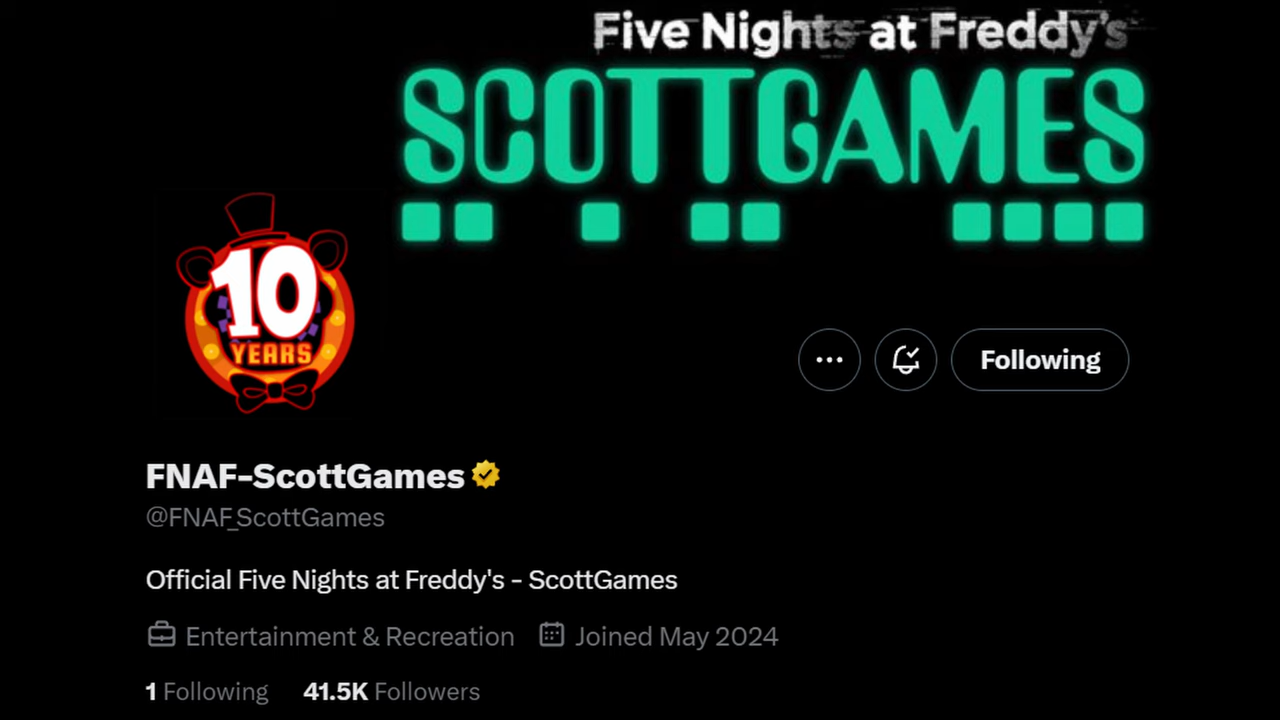 Five Nights at Freddy's
SCOTTGAMES
10
YEARS
Following
FNAF-ScottGames
@FNAF_ScottGames
Official Five Nights at Freddy's - ScottGames
Entertainment & Recreation Joined May 2024
1 Following 41.5K Followers